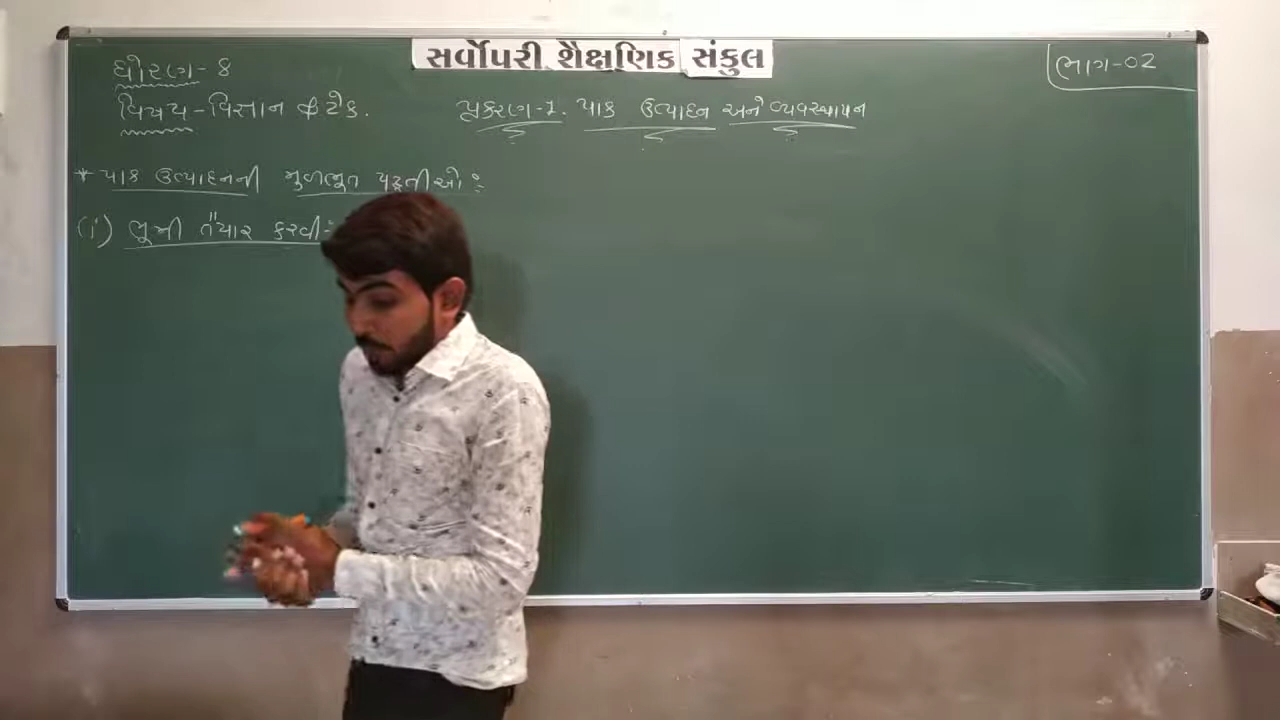 સર્વોપરી શૈક્ષણિક સંકુલ
ધોરણ-8
ભાગ-02
વિષય-વિજ્ઞાન & ટેક.
પ્રકરણ-1. પાક ઉત્પાદન અને વ્યવસ્થાપન
* પાક ઉત્પાદનની મુળભૂત પદ્ધતીઓ :
(i) ભૂમી તૈયાર કરવી: